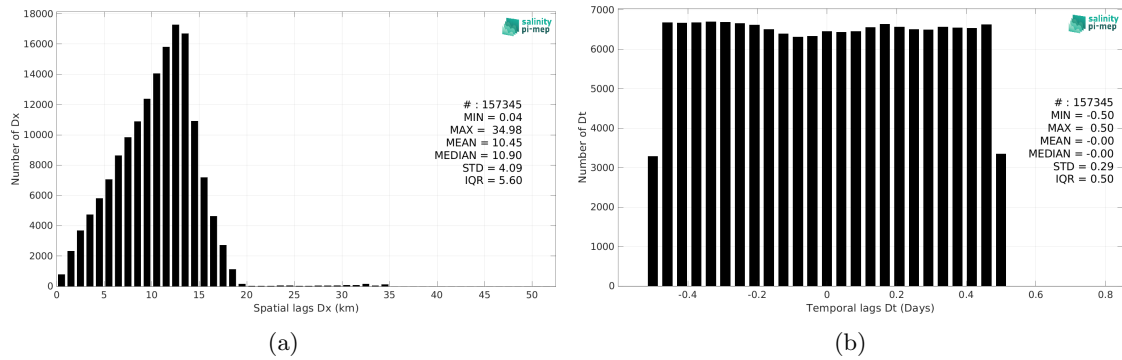 18000
16000
14000
12000
10000
8000
6000
4000
2000
0
Number of Dx
0 5 10 15 20 25 30 35 40 45 50
Spatial lags Dx (km)
salinity
pi-mep
# : 157345
MIN = 0.04
MAX = 34.98
MEAN = 10.45
MEDIAN = 10.90
STD = 4.09
IQR = 5.60
(a)
7000
6000
5000
4000
3000
2000
1000
0
Number of Dt
-0.4 -0.2 0 0.2 0.4 0.6 0.8
Temporal lags Dt (Days)
salinity
pi-mep
# : 157345
MIN = -0.50
MAX = 0.50
MEAN = -0.00
MEDIAN = -0.00
STD = 0.29
IQR = 0.50
(b)